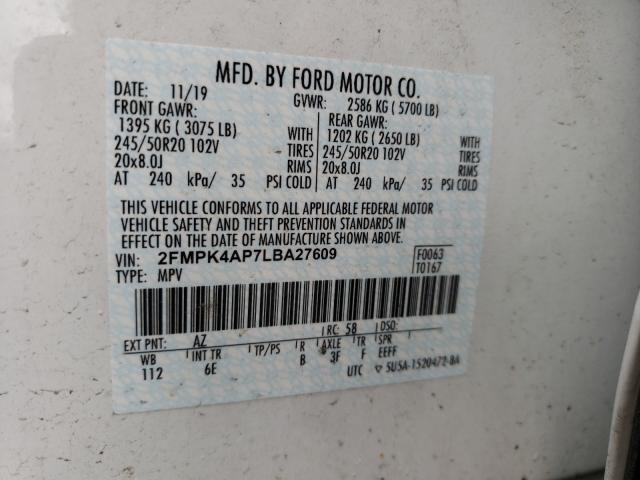 MFD. BY FORD MOTOR CO.
DATE: 11/19 GVWR: 2586 KG ( 5700 LB)
FRONT GAWR: REAR GAWR:
1395 KG ( 3075 LB) WITH 1202 KG ( 2650 LB) WITH
245/50R20 102V TIRES 245/50R20 102V TIRES
20x8.0J RIMS 20x8.0J RIMS
AT 240 kPa/ 35 PSI COLD AT 240 kPa/ 35 PSI COLD
THIS VEHICLE CONFORMS TO ALL APPLICABLE FEDERAL MOTOR
VEHICLE SAFETY AND THEFT PREVENTION STANDARDS IN
EFFECT ON THE DATE OF MANUFACTURE SHOWN ABOVE.
VIN: 2FMPK4AP7LBA27609 F0063
TYPE: MPV T0167
EXT PNT: AZ RC: 58 DSO:
WB INT TR TP/PS R AXLE TR SPR
112 6E B 3F F EEFF
UTC 5U5A-1520472-BA